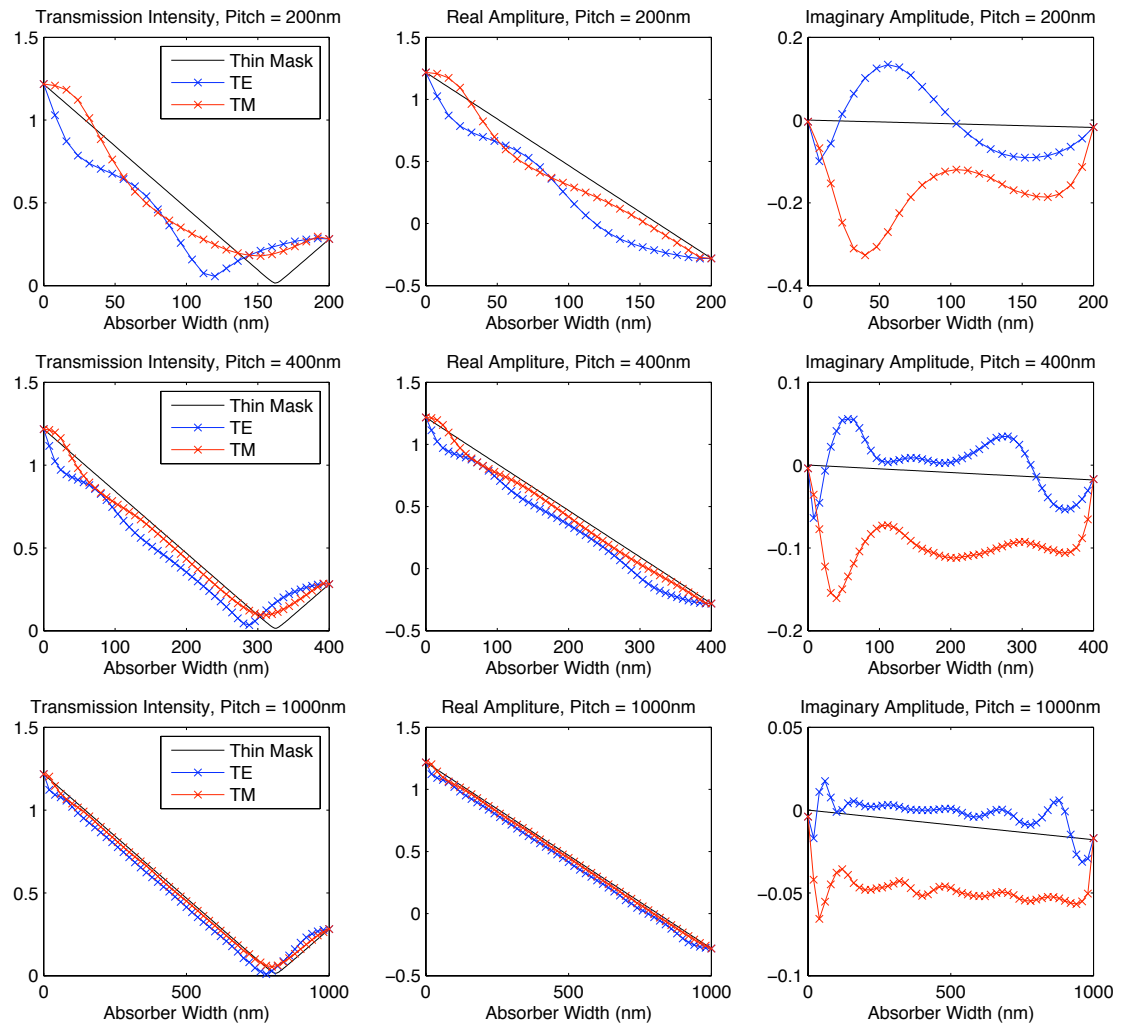 Transmission Intensity, Pitch = 200nm
1.5
1
0.5
0
0 50 100 150 200
Absorber Width (nm)
Thin Mask
TE
TM
Real Ampliture, Pitch = 200nm
1.5
1
0.5
0
−0.5
0 50 100 150 200
Absorber Width (nm)
Imaginary Amplitude, Pitch = 200nm
0.2
0
−0.2
−0.4
0 50 100 150 200
Absorber Width (nm)
Transmission Intensity, Pitch = 400nm
1.5
1
0.5
0
0 100 200 300 400
Absorber Width (nm)
Thin Mask
TE
TM
Real Ampliture, Pitch = 400nm
1.5
1
0.5
0
−0.5
0 100 200 300 400
Absorber Width (nm)
Imaginary Amplitude, Pitch = 400nm
0.1
0
−0.1
−0.2
0 100 200 300 400
Absorber Width (nm)
Transmission Intensity, Pitch = 1000nm
1.5
1
0.5
0
0 500 1000
Absorber Width (nm)
Thin Mask
TE
TM
Real Ampliture, Pitch = 1000nm
1.5
1
0.5
0
−0.5
0 500 1000
Absorber Width (nm)
Imaginary Amplitude, Pitch = 1000nm
0.05
0
−0.05
−0.1
0 500 1000
Absorber Width (nm)